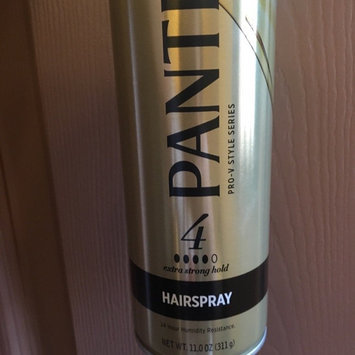 PANTE
PRO-V STYLE SERIES
4
extra strong hold
HAIRSPRAY
24 Hour Humidity Resistance.
NET WT. 11.0 OZ (311 g)